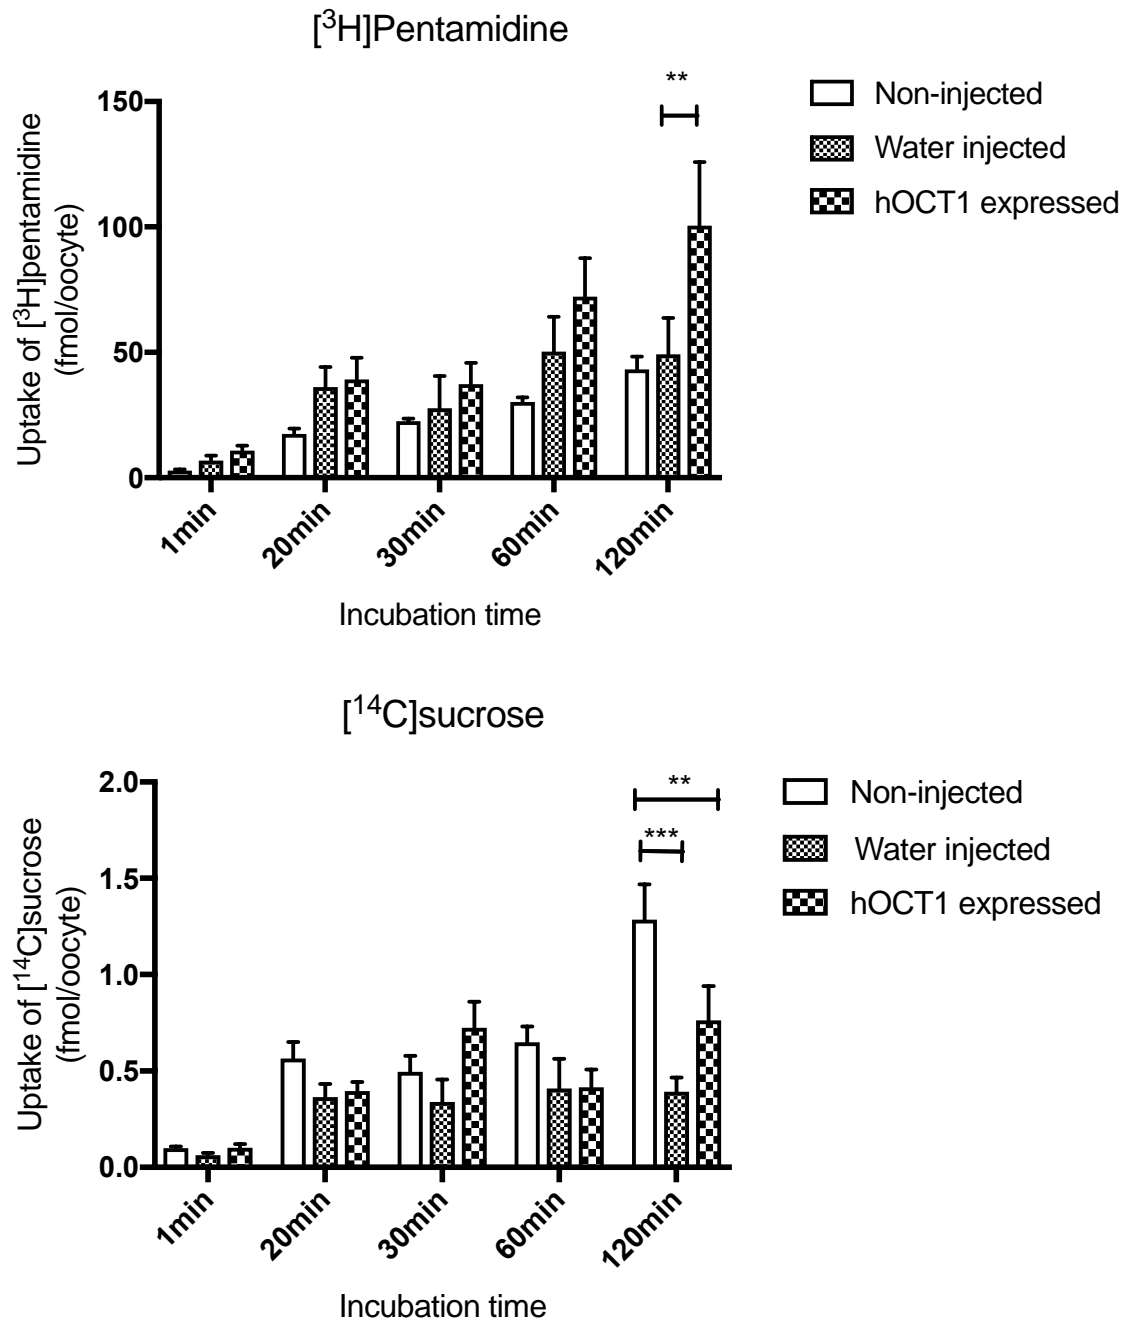 [³H]Pentamidine
**
Non-injected
Water injected
hOCT1 expressed
Uptake of [³H]pentamidine
(fmol/oocyte)
150
100
50
0
1min
20min
30min
60min
120min
Incubation time
[¹⁴C]sucrose
**
***
Non-injected
Water injected
hOCT1 expressed
Uptake of [¹⁴C]sucrose
(fmol/oocyte)
2.0
1.5
1.0
0.5
0.0
1min
20min
30min
60min
120min
Incubation time